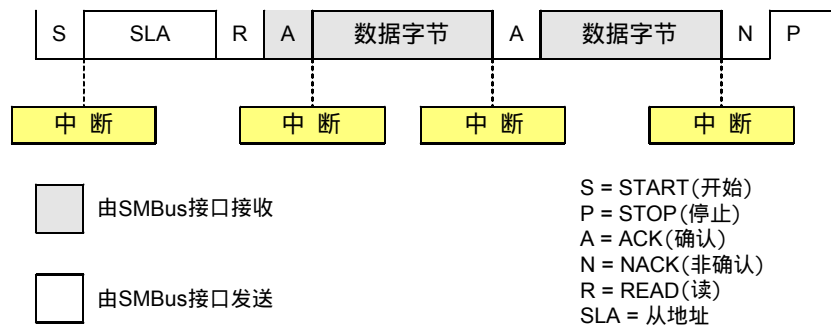 S SLA R A 数据字节 A 数据字节 N P
中 断 中 断 中 断 中 断
由SMBus接口接收
由SMBus接口发送
S = START(开始)
P = STOP(停止)
A = ACK(确认)
N = NACK(非确认)
R = READ(读)
SLA = 从地址